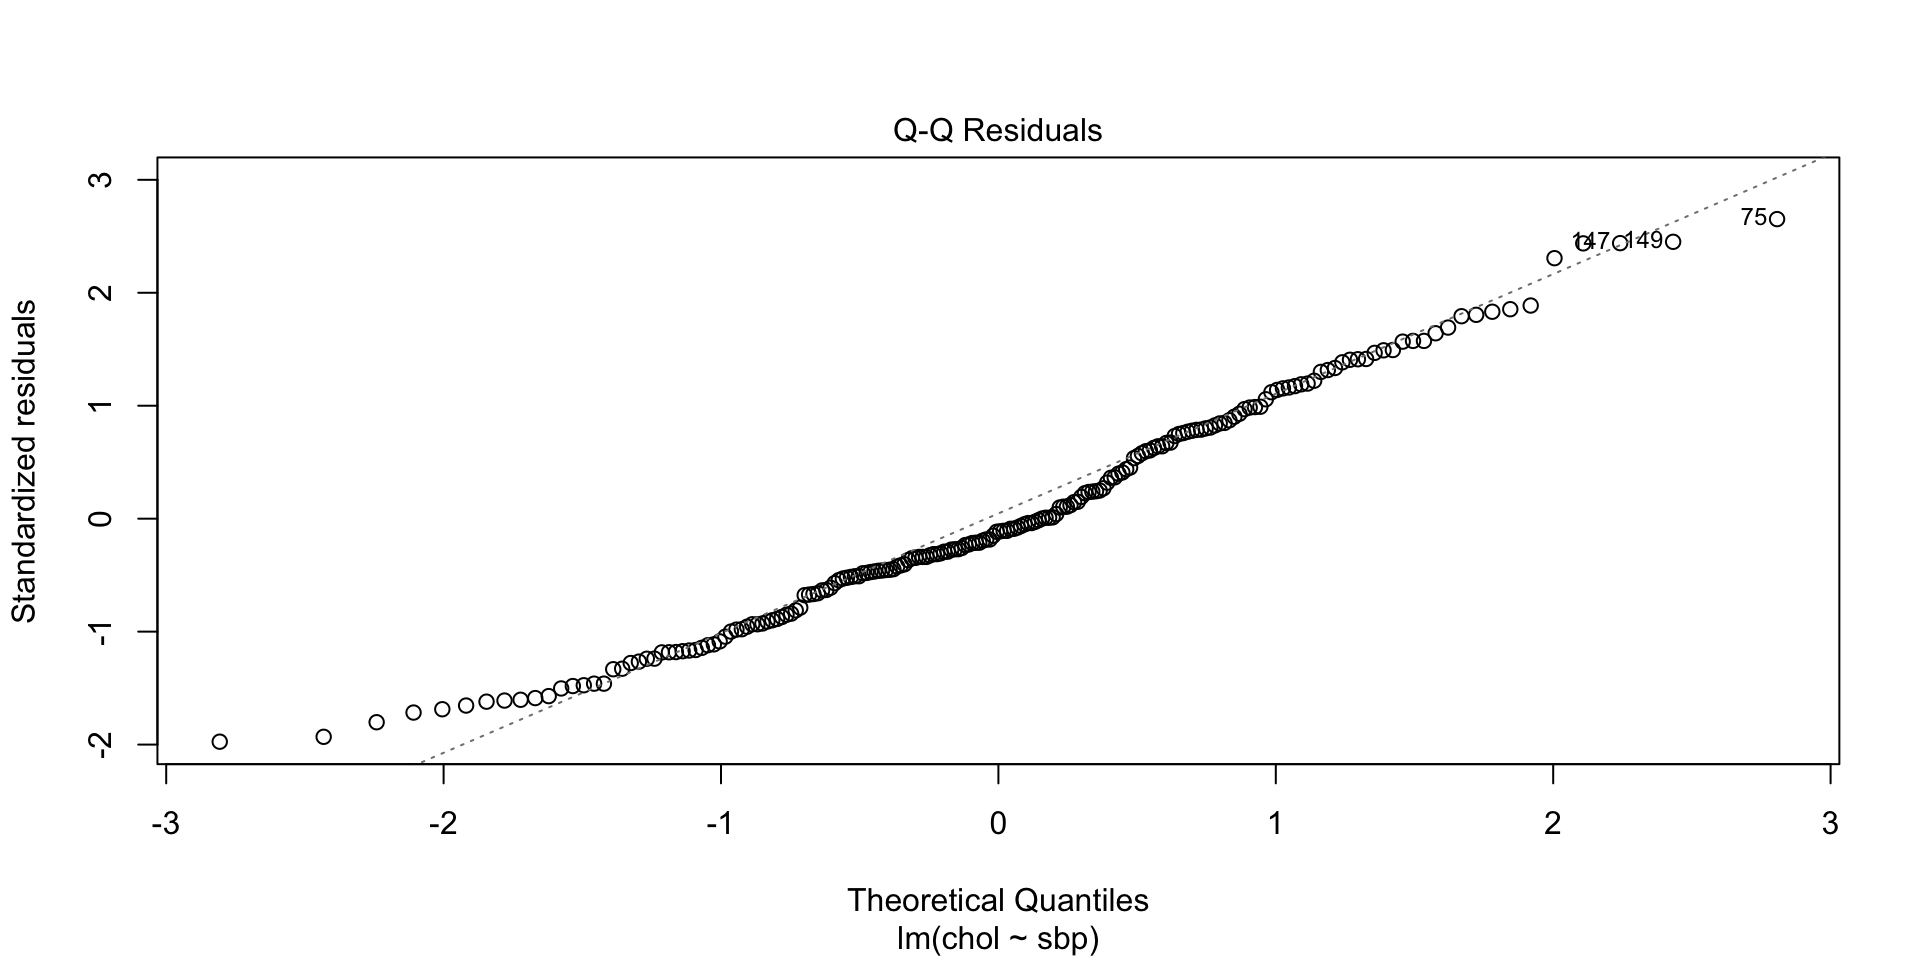 Q-Q Residuals
Standardized residuals
3
2
1
0
-1
-2
75
147
149
-3 -2 -1 0 1 2 3
Theoretical Quantiles
lm(chol ~ sbp)